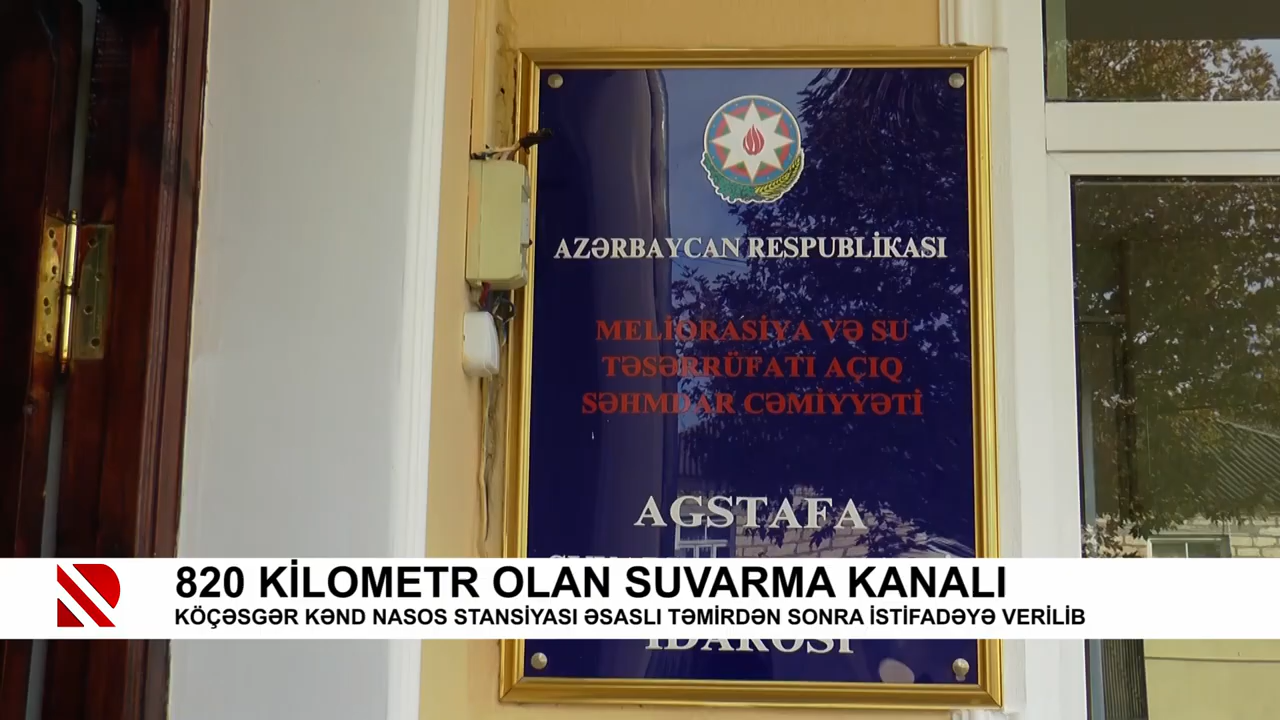 AZƏRBAYCAN RESPUBLİKASI
MELİORASİYA VƏ SU
TƏSƏRRÜFATI AÇIQ
SƏHMDAR CƏMİYYƏTİ
AGSTAFA
820 KİLOMETR OLAN SUVARMA KANALI
KÖÇƏSGƏR KƏND NASOS STANSİYASI ƏSASLI TƏMİRDƏN SONRA İSTİFADƏYƏ VERİLİB